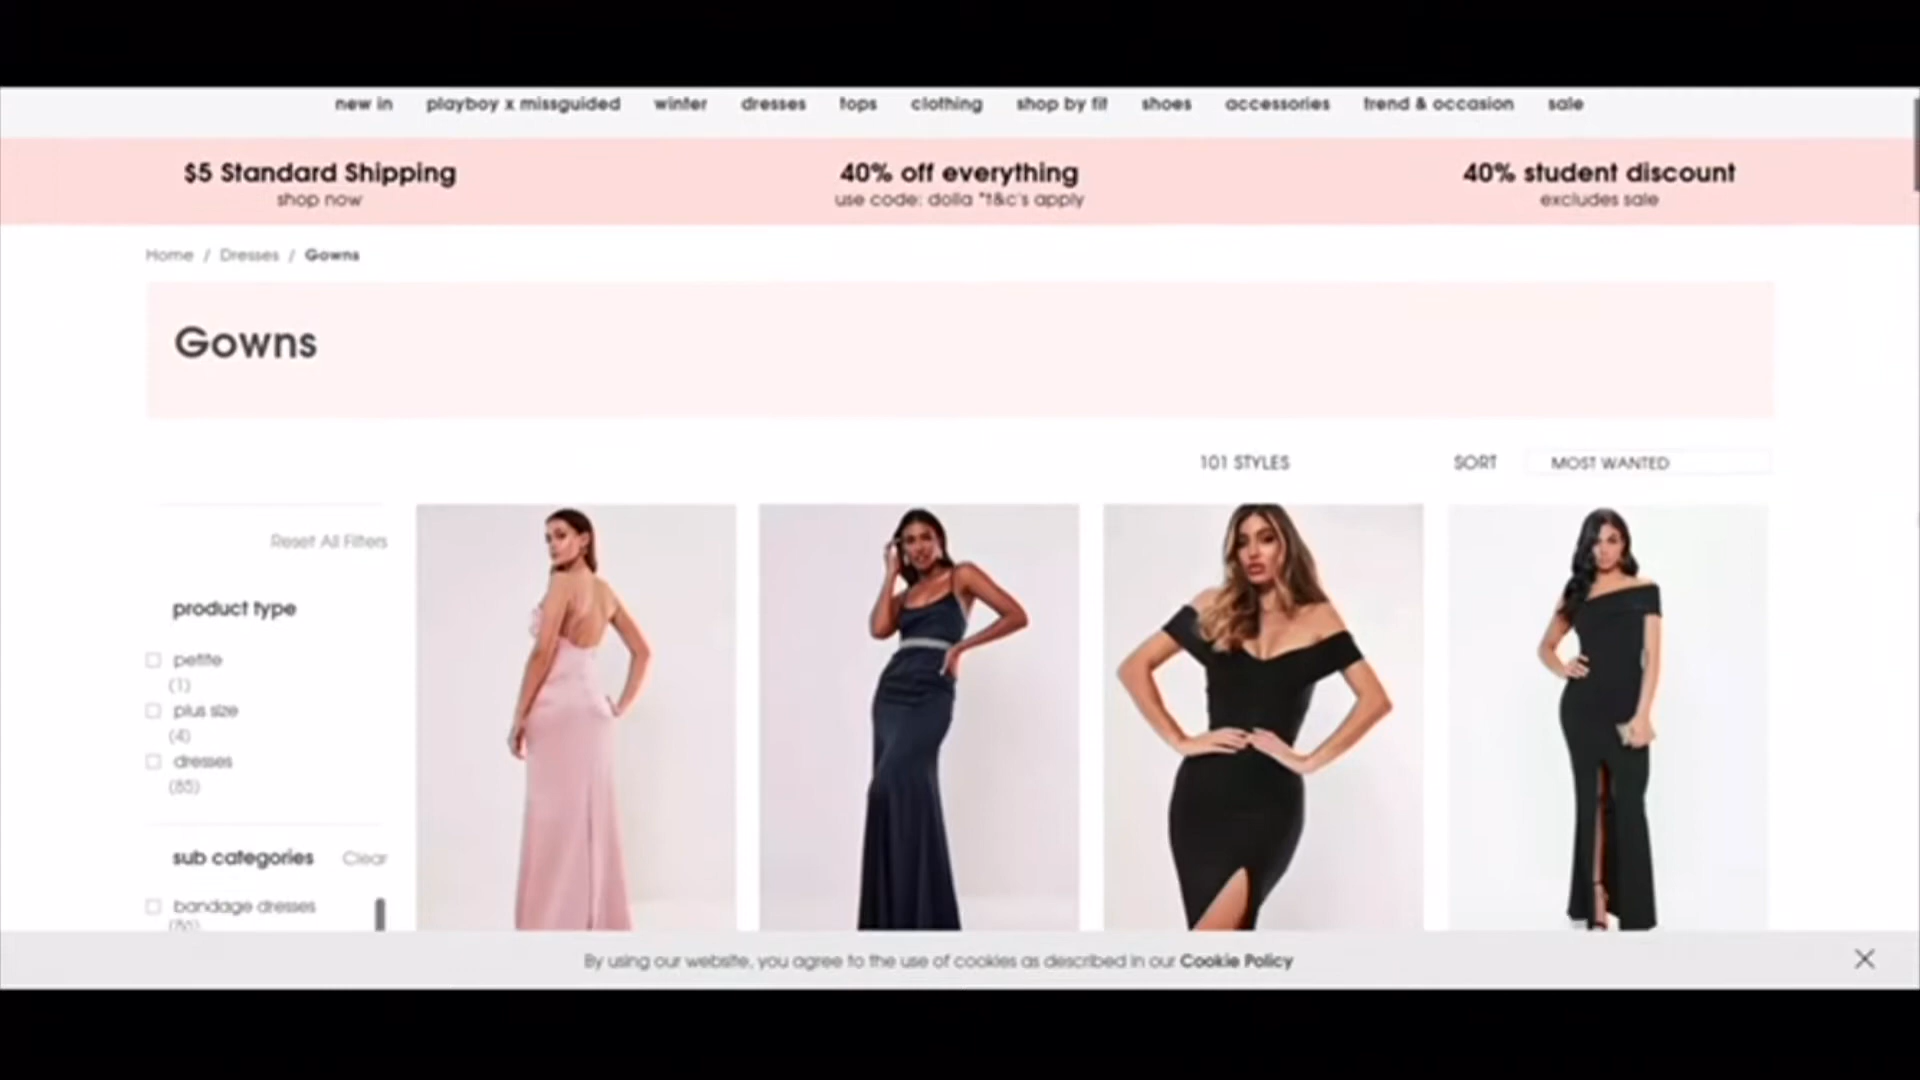 new in playboy x missguided winter dresses tops clothing shop by fit shoes accessories trend & occasion sale
$5 Standard Shipping
shop now
40% off everything
use code: dolla *t&c's apply
40% student discount
excludes sale
Home / Dresses / Gowns
Gowns
101 STYLES SORT MOST WANTED
Reset All Filters
product type
petite
(1)
plus size
(4)
dresses
(85)
sub categories Clear
bandage dresses
By using our website, you agree to the use of cookies as described in our Cookie Policy